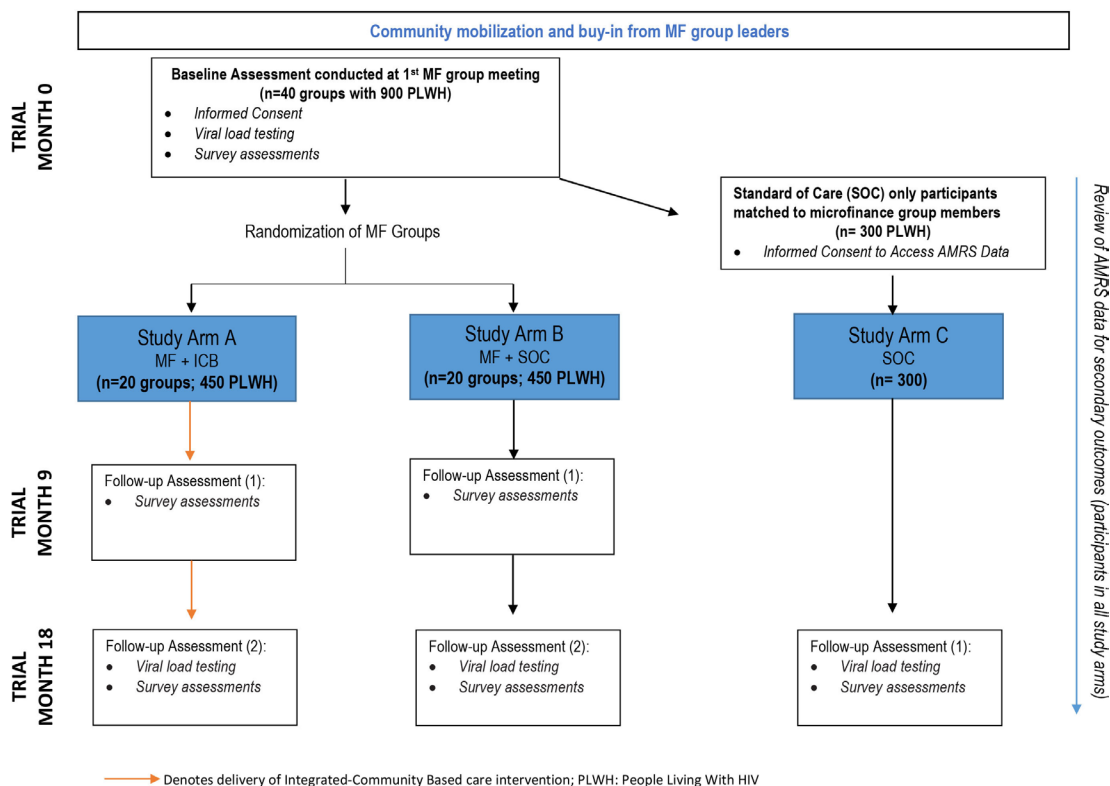 Community mobilization and buy-in from MF group leaders
TRIAL
MONTH 0
Baseline Assessment conducted at 1st MF group meeting
(n=40 groups with 900 PLWH)
• Informed Consent
• Viral load testing
• Survey assessments
Standard of Care (SOC) only participants
matched to microfinance group members
(n= 300 PLWH)
• Informed Consent to Access AMRS Data
Randomization of MF Groups
Study Arm A
MF + ICB
(n=20 groups; 450 PLWH)
Study Arm B
MF + SOC
(n=20 groups; 450 PLWH)
Study Arm C
SOC
(n= 300)
Review of AMRS data for secondary outcomes (participants in all study arms)
TRIAL
MONTH 9
Follow-up Assessment (1):
• Survey assessments
Follow-up Assessment (1):
• Survey assessments
TRIAL
MONTH 18
Follow-up Assessment (2):
• Viral load testing
• Survey assessments
Follow-up Assessment (2):
• Viral load testing
• Survey assessments
Follow-up Assessment (1):
• Viral load testing
• Survey assessments
Denotes delivery of Integrated-Community Based care intervention; PLWH: People Living With HIV